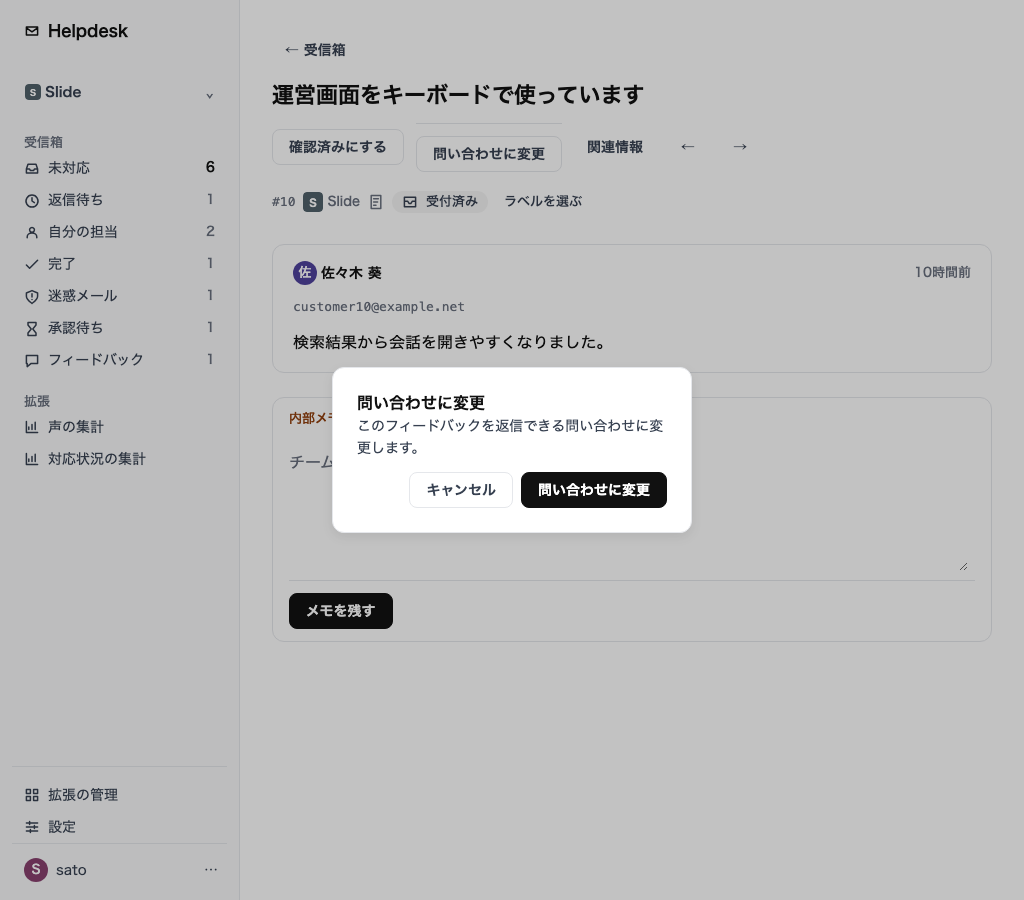 Helpdesk
S Slide
受信箱
未対応 6
返信待ち 1
自分の担当 2
完了 1
迷惑メール 1
承認待ち 1
フィードバック 1
拡張
声の集計
対応状況の集計
拡張の管理
設定
S sato ···
← 受信箱
運営画面をキーボードで使っています
確認済みにする 問い合わせに変更 関連情報 ← →
#10 S Slide 受付済み ラベルを選ぶ
佐 佐々木 葵 10時間前
customer10@example.net
検索結果から会話を開きやすくなりました。
内部メモ
チーム
メモを残す
問い合わせに変更
このフィードバックを返信できる問い合わせに変
更します。
キャンセル 問い合わせに変更